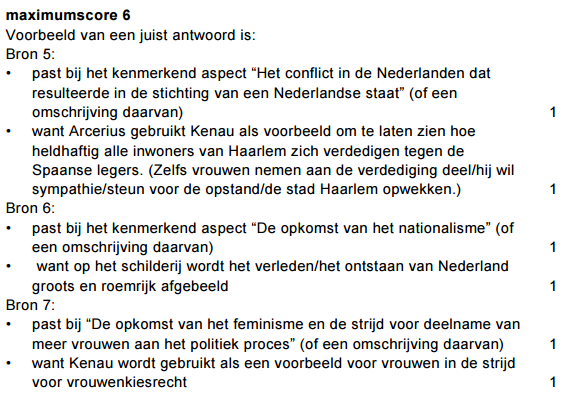 maximumscore 6
Voorbeeld van een juist antwoord is:
Bron 5:
• past bij het kenmerkend aspect “Het conflict in de Nederlanden dat
resulteerde in de stichting van een Nederlandse staat” (of een
omschrijving daarvan) 1
• want Arcerius gebruikt Kenau als voorbeeld om te laten zien hoe
heldhaftig alle inwoners van Haarlem zich verdedigen tegen de
Spaanse legers. (Zelfs vrouwen nemen aan de verdediging deel/hij wil
sympathie/steun voor de opstand/de stad Haarlem opwekken.) 1
Bron 6:
• past bij het kenmerkend aspect “De opkomst van het nationalisme” (of
een omschrijving daarvan) 1
• want op het schilderij wordt het verleden/het ontstaan van Nederland
groots en roemrijk afgebeeld 1
Bron 7:
• past bij “De opkomst van het feminisme en de strijd voor deelname van
meer vrouwen aan het politiek proces” (of een omschrijving daarvan) 1
• want Kenau wordt gebruikt als een voorbeeld voor vrouwen in de strijd
voor vrouwenkiesrecht 1